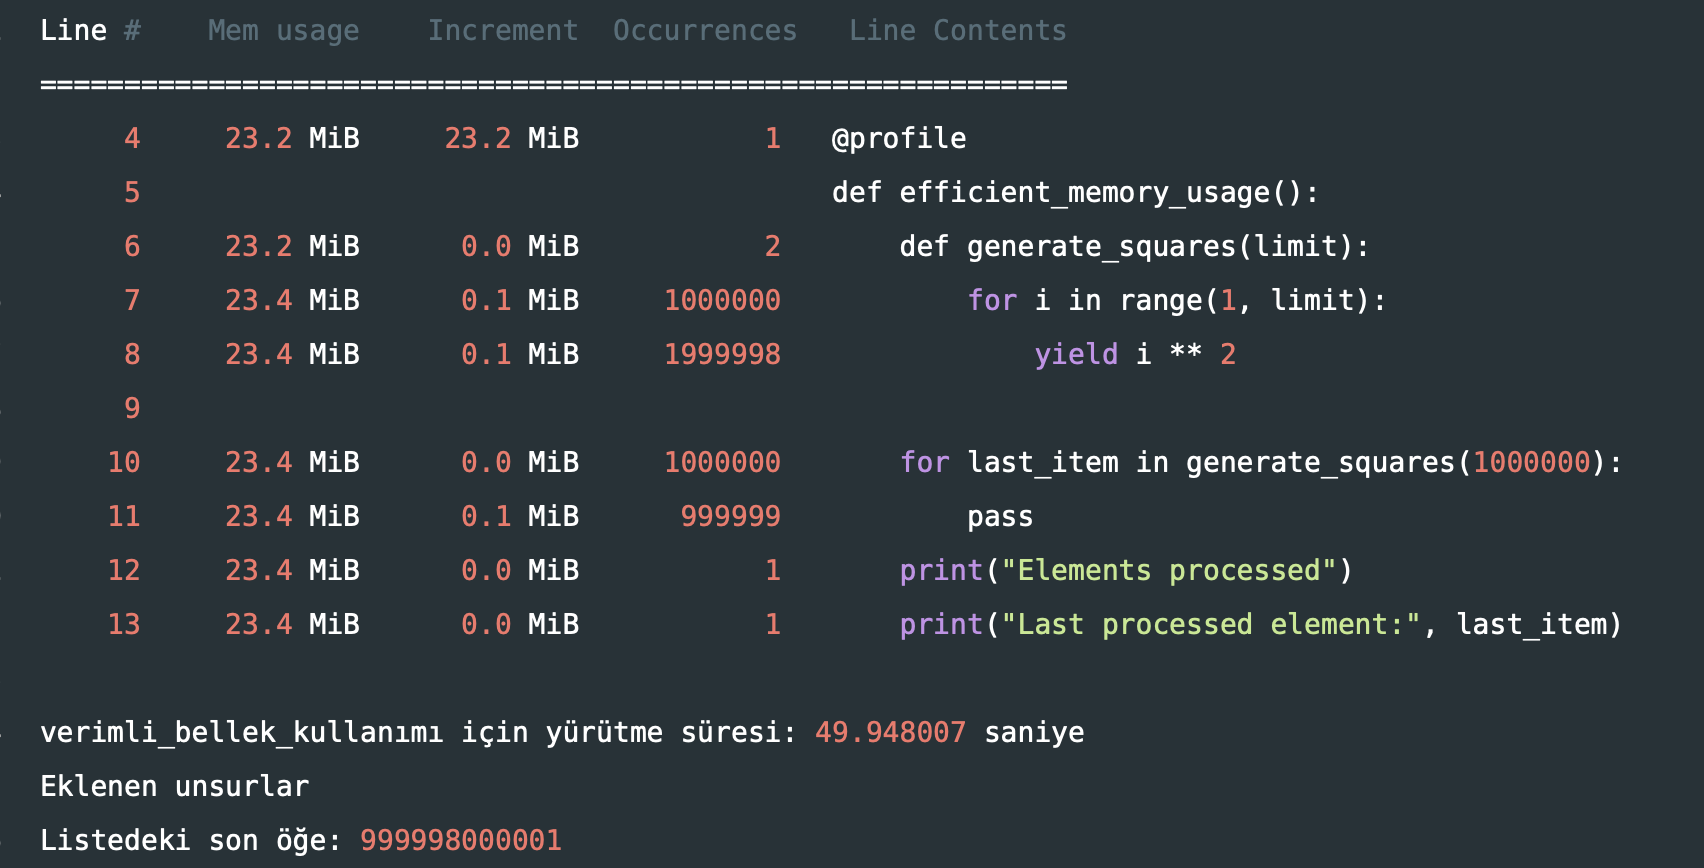 Line #    Mem usage    Increment  Occurrences   Line Contents
=============================================================
     4     23.2 MiB     23.2 MiB           1   @profile
     5                                         def efficient_memory_usage():
     6     23.2 MiB      0.0 MiB           2       def generate_squares(limit):
     7     23.4 MiB      0.1 MiB     1000000           for i in range(1, limit):
     8     23.4 MiB      0.1 MiB     1999998               yield i ** 2
     9
    10     23.4 MiB      0.0 MiB     1000000       for last_item in generate_squares(1000000):
    11     23.4 MiB      0.1 MiB      999999           pass
    12     23.4 MiB      0.0 MiB           1       print("Elements processed")
    13     23.4 MiB      0.0 MiB           1       print("Last processed element:", last_item)
verimli_bellek_kullanımı için yürütme süresi: 49.948007 saniye
Eklenen unsurlar
Listedeki son öğe: 999998000001